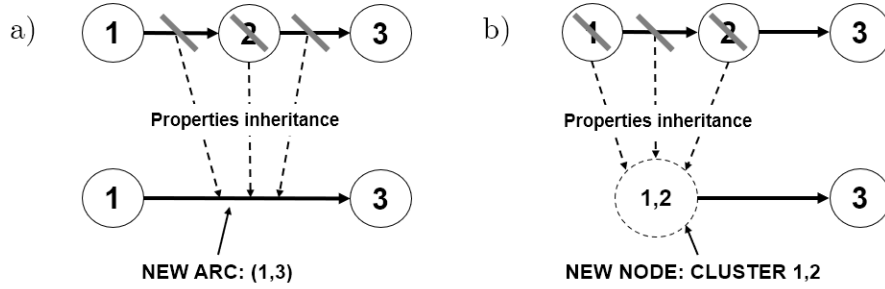 a)
1 2 3
Properties inheritance
1 3
NEW ARC: (1,3)
b)
1 2 3
Properties inheritance
1,2 3
NEW NODE: CLUSTER 1,2